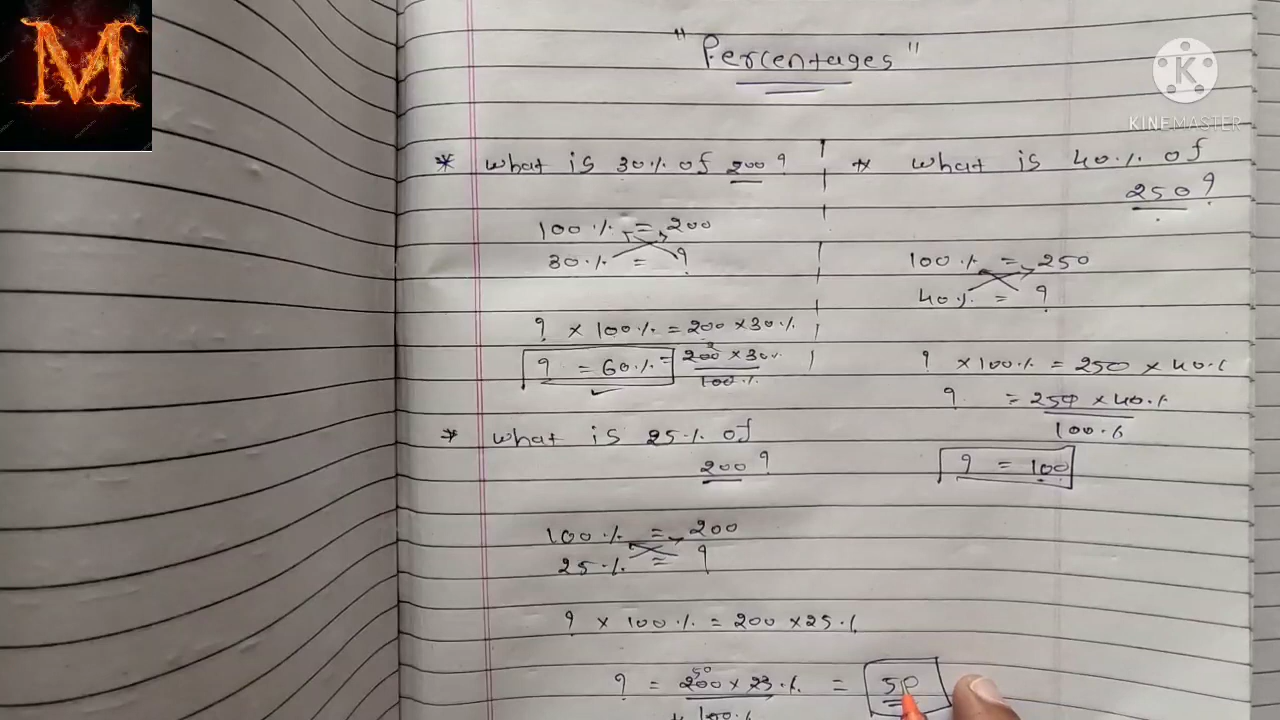 M
KINEMASTER
"Percentages"
* what is 30% of 200?
100% = 200
30% = ?
? × 100% = 200 × 30%
? = 60% = 200 × 30% / 100%
* what is 25% of
200?
100% = 200
25% = ?
? × 100% = 200 × 25%
? = 200 × 25% / 100% = 50
* what is 40% of
250?
100% = 250
40% = ?
? × 100% = 250 × 40%
? = 250 × 40%
100%
? = 100